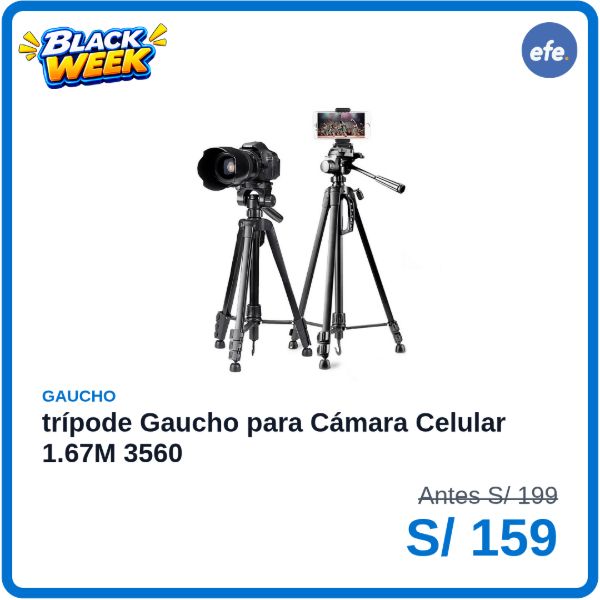 BLACK
WEEK
efe.
GAUCHO
trípode Gaucho para Cámara Celular
1.67M 3560
Antes S/ 199
S/ 159